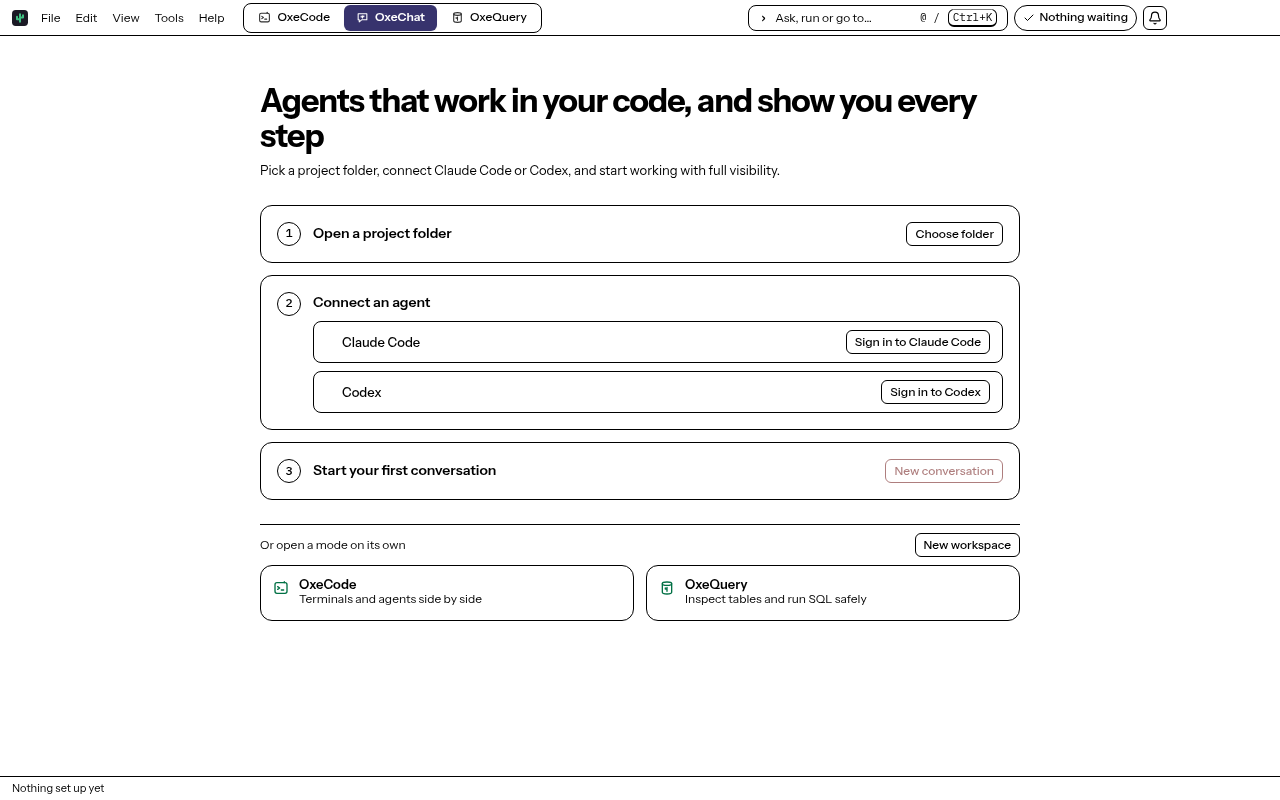 File Edit View Tools Help OxeCode OxeChat OxeQuery › Ask, run or go to... @ / Ctrl+K Nothing waiting
Agents that work in your code, and show you every
step
Pick a project folder, connect Claude Code or Codex, and start working with full visibility.
1 Open a project folder Choose folder
2 Connect an agent
Claude Code Sign in to Claude Code
Codex Sign in to Codex
3 Start your first conversation New conversation
Or open a mode on its own New workspace
OxeCode OxeQuery
Terminals and agents side by side Inspect tables and run SQL safely
Nothing set up yet